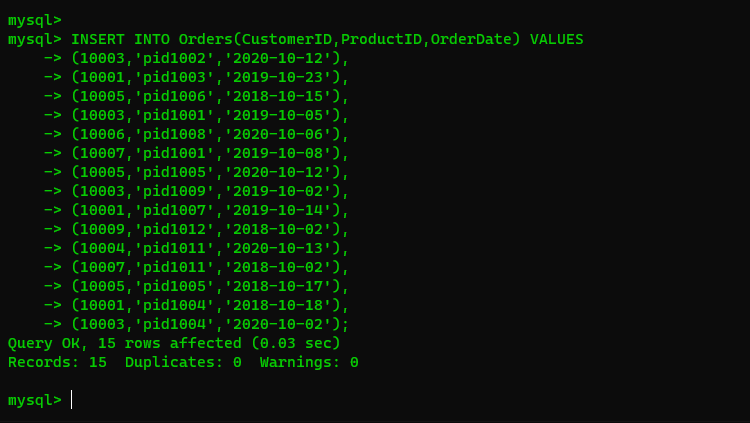 mysql>
mysql> INSERT INTO Orders(CustomerID,ProductID,OrderDate) VALUES
    -> (10003,'pid1002','2020-10-12'),
    -> (10001,'pid1003','2019-10-23'),
    -> (10005,'pid1006','2018-10-15'),
    -> (10003,'pid1001','2019-10-05'),
    -> (10006,'pid1008','2020-10-06'),
    -> (10007,'pid1001','2019-10-08'),
    -> (10005,'pid1005','2020-10-12'),
    -> (10003,'pid1009','2019-10-02'),
    -> (10001,'pid1007','2019-10-14'),
    -> (10009,'pid1012','2018-10-02'),
    -> (10004,'pid1011','2020-10-13'),
    -> (10007,'pid1011','2018-10-02'),
    -> (10005,'pid1005','2018-10-17'),
    -> (10001,'pid1004','2018-10-18'),
    -> (10003,'pid1004','2020-10-02');
Query OK, 15 rows affected (0.03 sec)
Records: 15  Duplicates: 0  Warnings: 0
mysql>